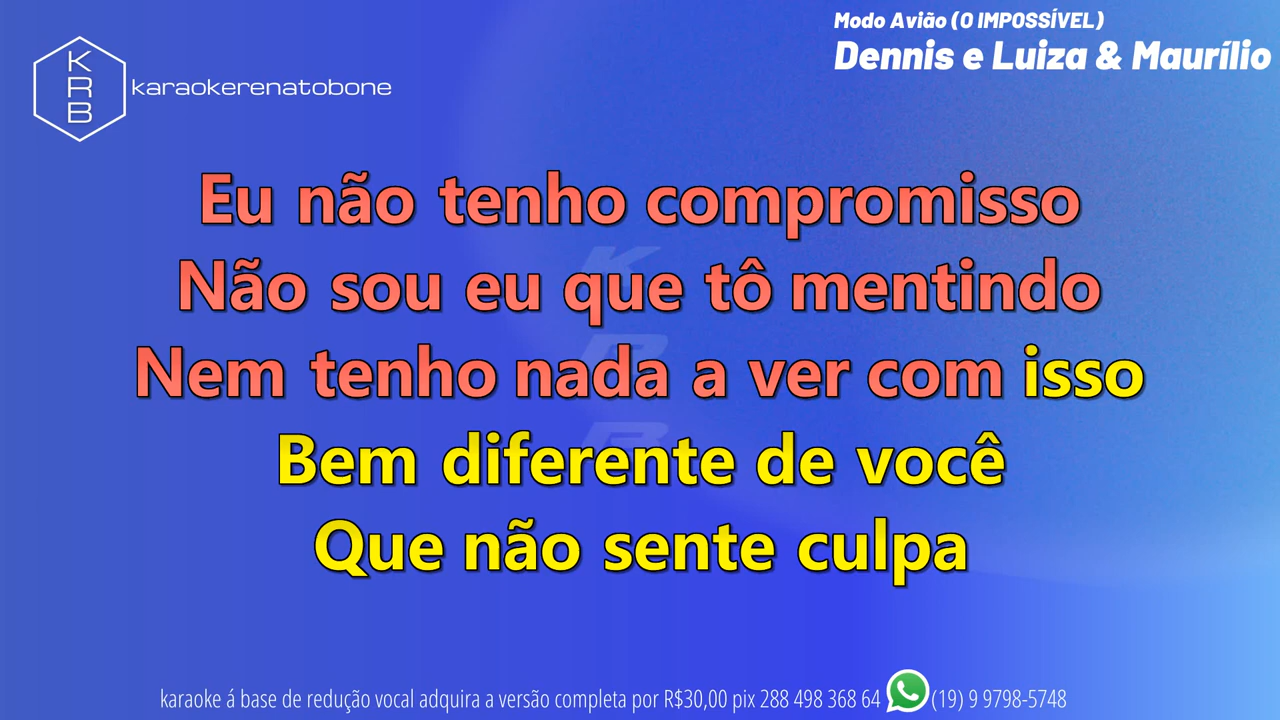 Modo Avião (O IMPOSSÍVEL)
Dennis e Luiza & Maurílio
K
R
B
karaokerenatobone
Eu não tenho compromisso
Não sou eu que tô mentindo
Nem tenho nada a ver com isso
Bem diferente de você
Que não sente culpa
K
R
B
karaoke á base de redução vocal adquira a versão completa por R$30,00 pix 288 498 368 64 (19) 9 9798-5748